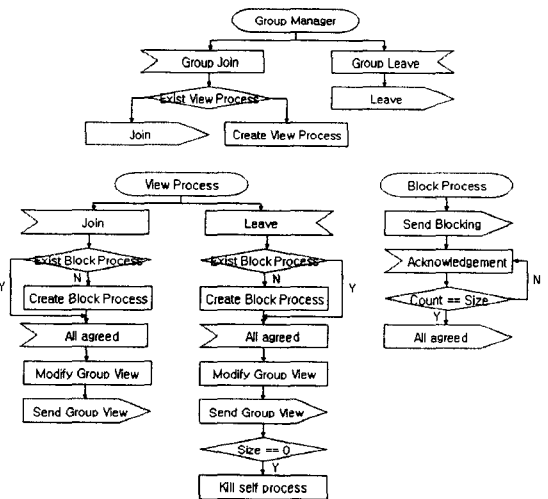 Group Manager
Group Join
Group Leave
Exist View Process
Leave
Join
Create View Process
View Process
Block Process
Join
Leave
Send Blocking
Exist Block Process
Exist Block Process
Acknowledgement
N
N
N
Y
Create Block Process
Create Block Process
Y
Count == Size
Y
All agreed
All agreed
All agreed
Modify Group View
Modify Group View
Send Group View
Send Group View
Size == 0
Y
Kill self process